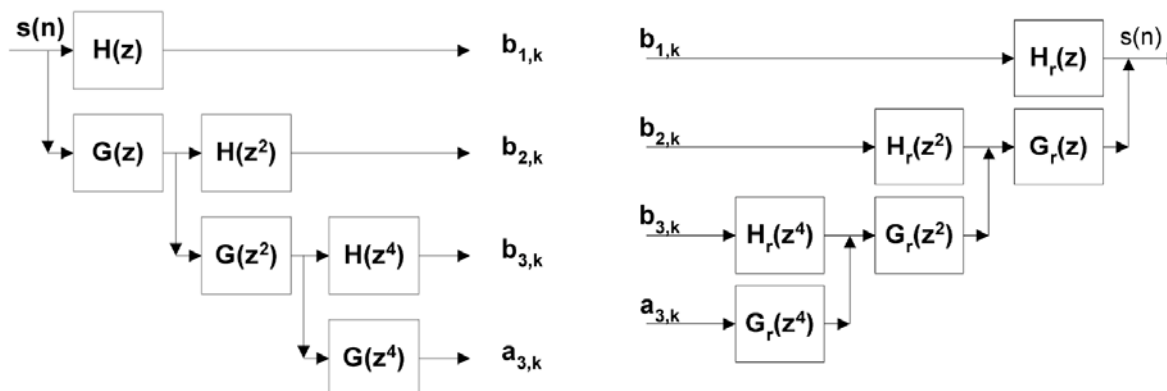 s(n) H(z) b1,k
G(z) H(z²) b2,k
G(z²) H(z⁴) b3,k
G(z⁴) a3,k
b1,k Hr(z) s(n)
b2,k Hr(z²) Gr(z)
b3,k Hr(z⁴) Gr(z²)
a3,k Gr(z⁴)